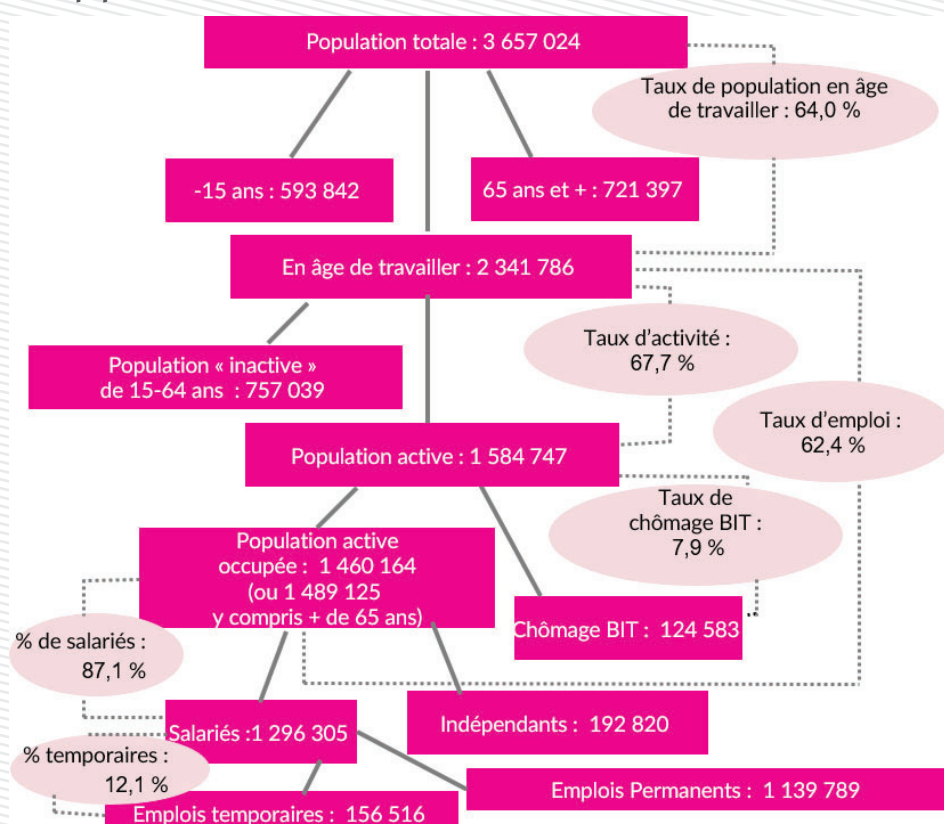 Population totale : 3 657 024
Taux de population en âge
de travailler : 64,0 %
-15 ans : 593 842
65 ans et + : 721 397
En âge de travailler : 2 341 786
Taux d’activité :
67,7 %
Population « inactive »
de 15-64 ans : 757 039
Taux d’emploi :
62,4 %
Population active : 1 584 747
Taux de
chômage BIT :
7,9 %
Population active
occupée : 1 460 164
(ou 1 489 125
y compris + de 65 ans)
Chômage BIT : 124 583
% de salariés :
87,1 %
Salariés :1 296 305
Indépendants : 192 820
% temporaires :
12,1 %
Emplois Permanents : 1 139 789
Emplois temporaires : 156 516